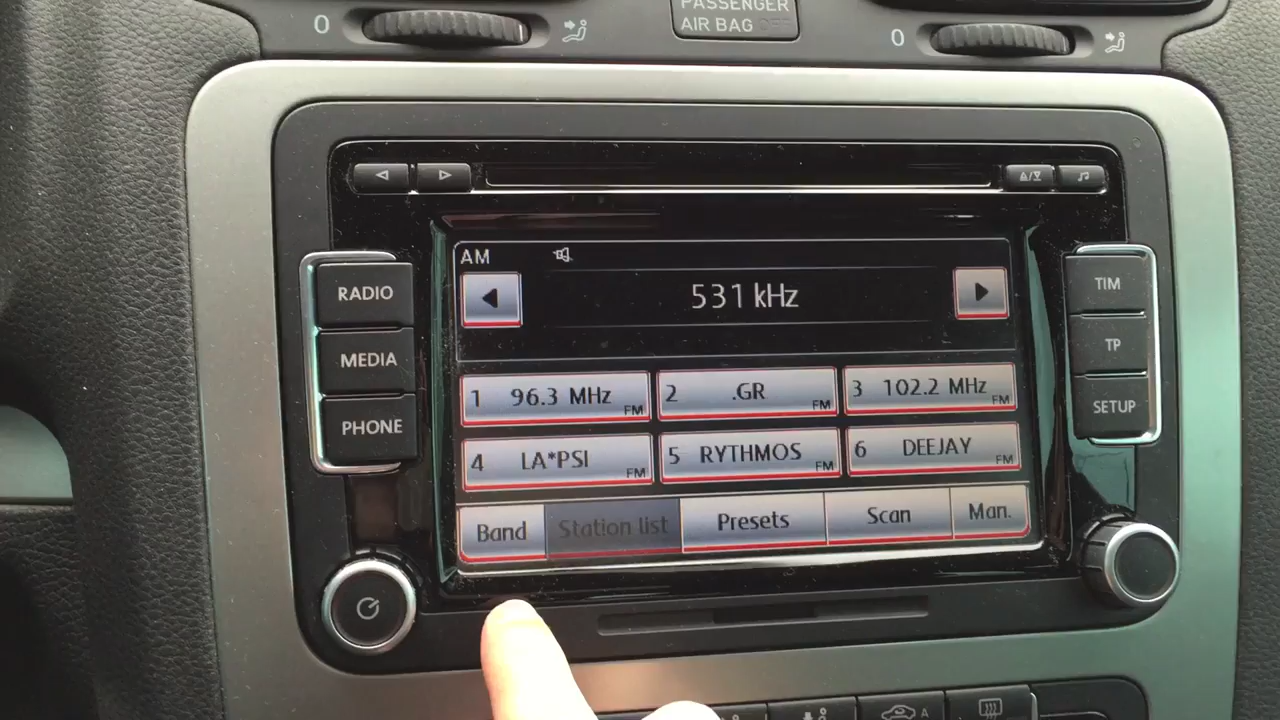 0
PASSENGER
AIR BAG OFF
0
AM
531 kHz
RADIO
MEDIA
PHONE
TIM
TP
SETUP
1 96.3 MHz FM
2 .GR FM
3 102.2 MHz FM
4 LA*PSI FM
5 RYTHMOS FM
6 DEEJAY FM
Band
Station list
Presets
Scan
Man.
A